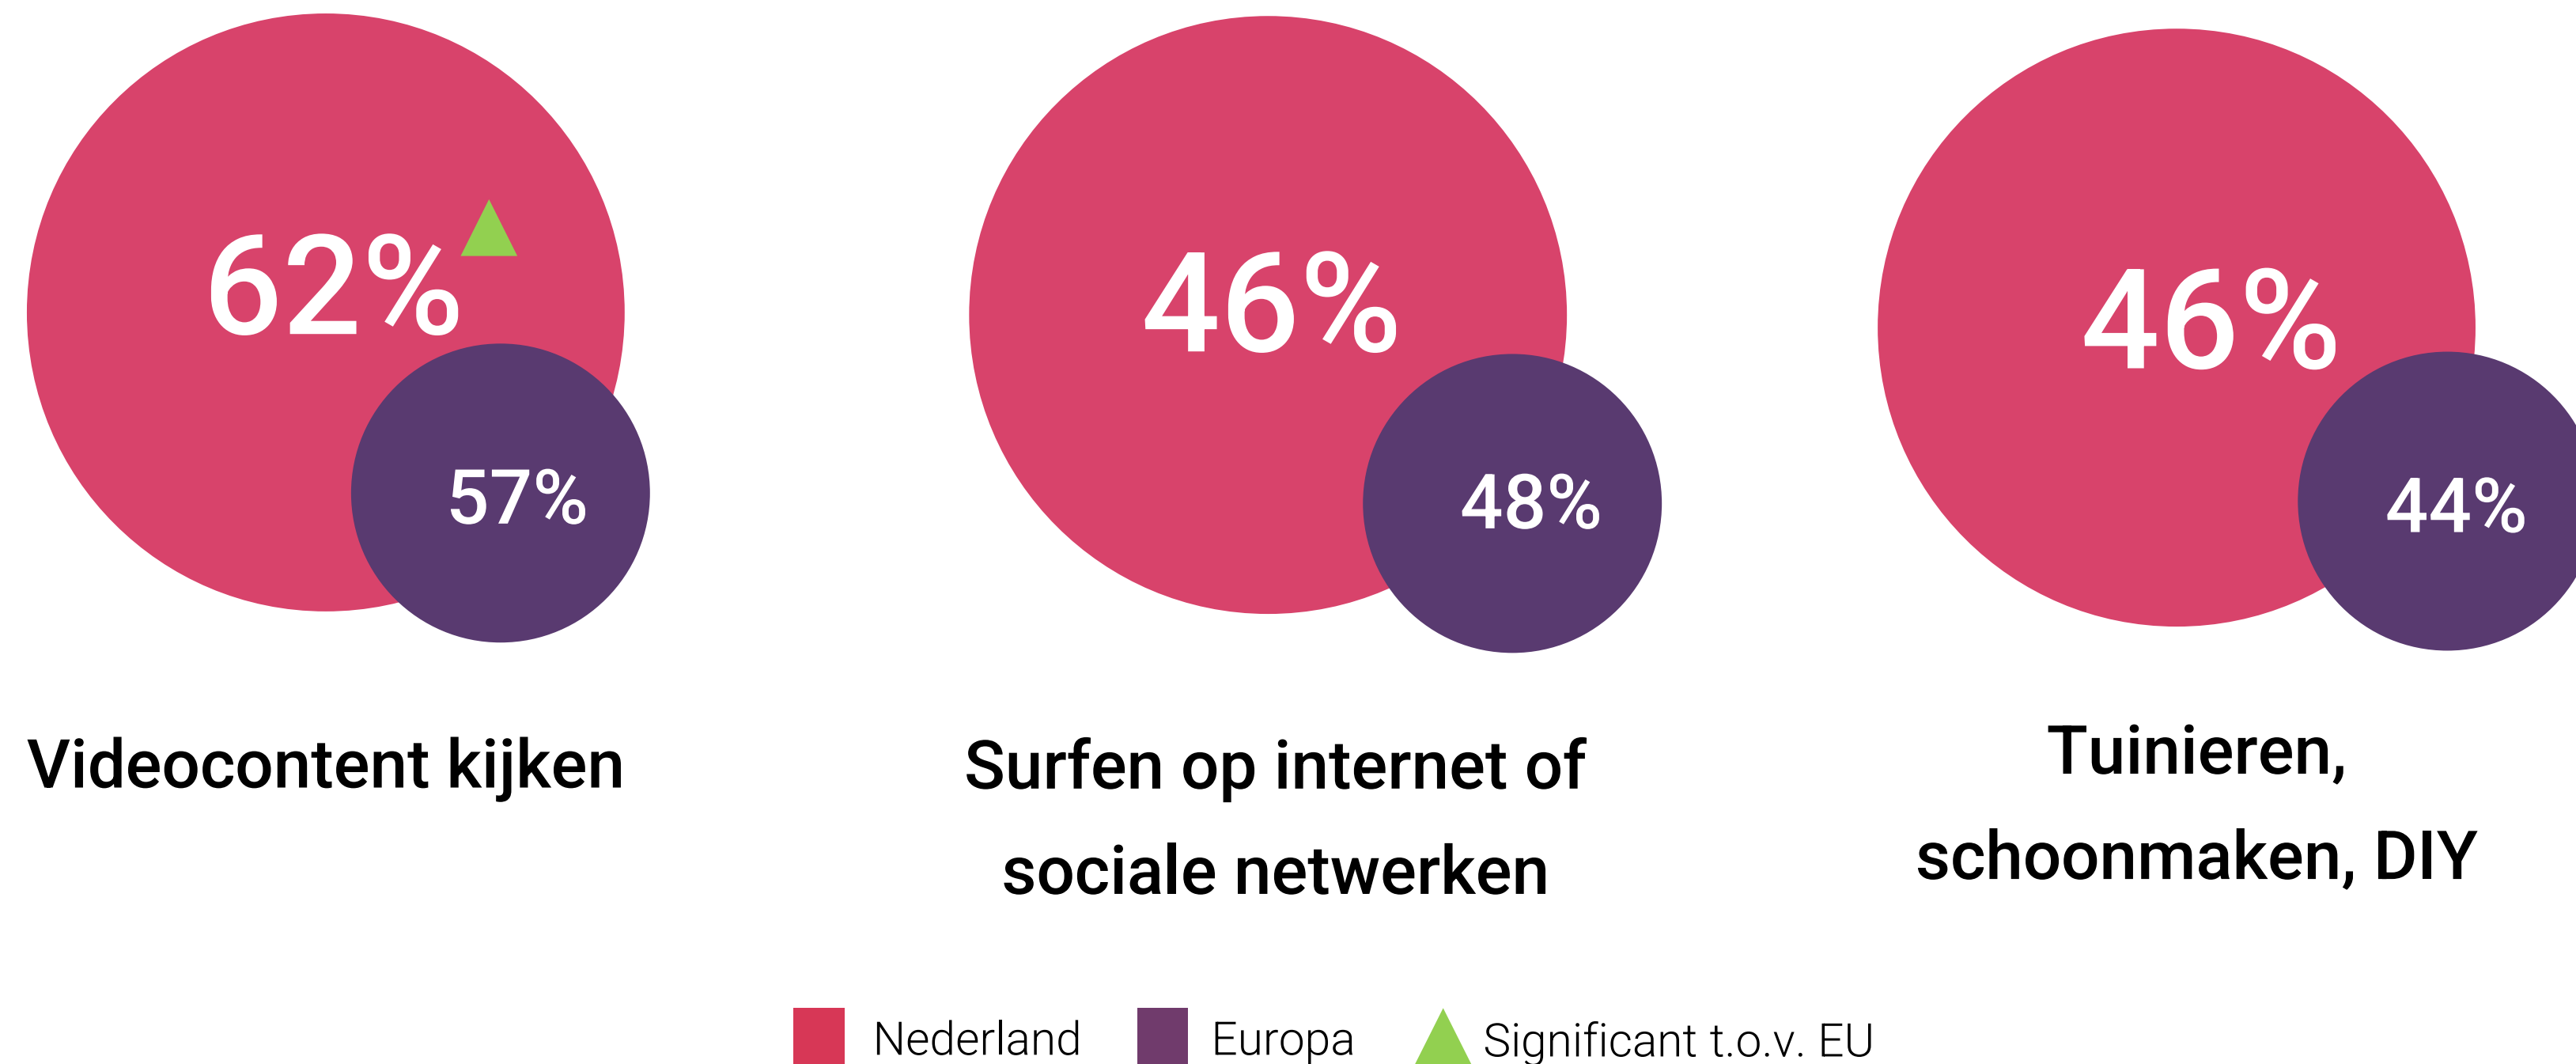 62%
57%
Videocontent kijken
46%
48%
Surfen op internet of
sociale netwerken
46%
44%
Tuinieren,
schoonmaken, DIY
Nederland
Europa
Significant t.o.v. EU